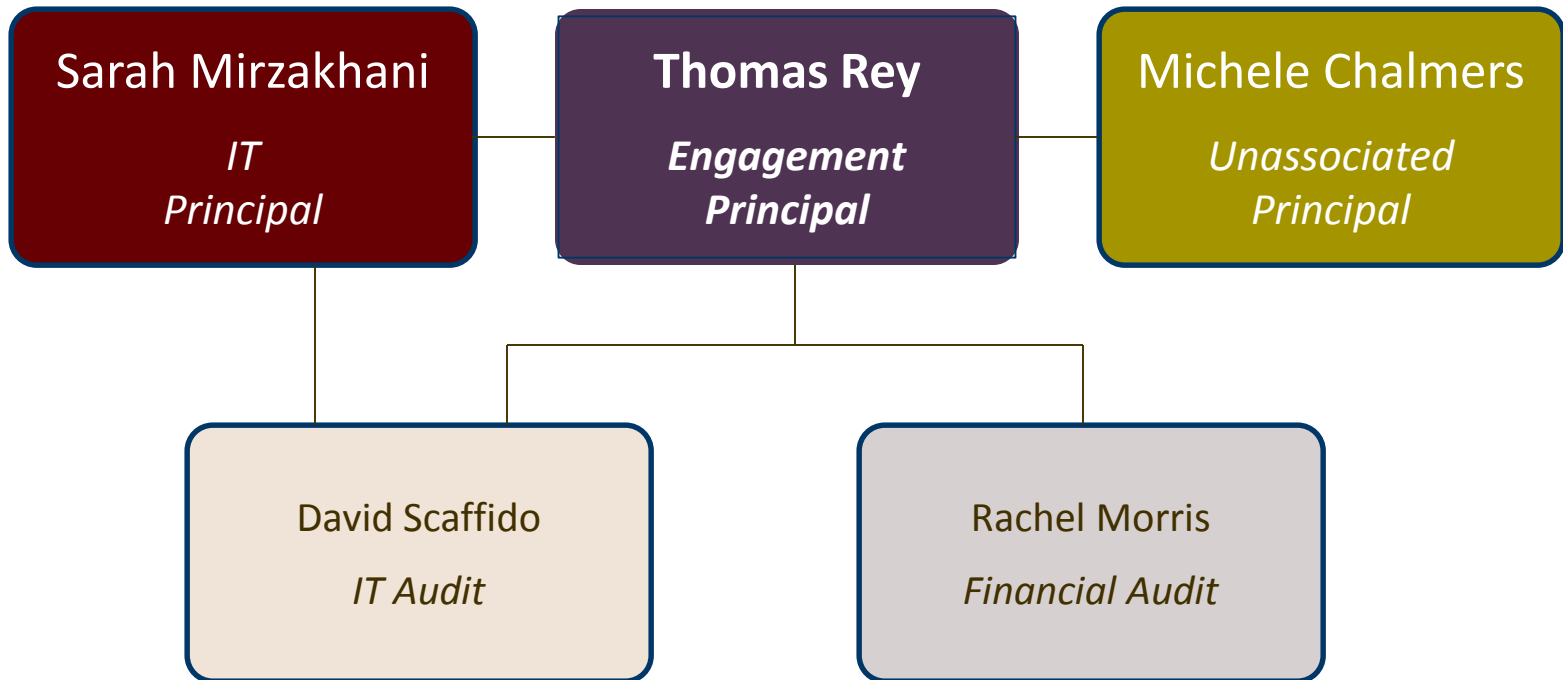 Sarah Mirzakhani
IT
Principal
Thomas Rey
Engagement
Principal
Michele Chalmers
Unassociated
Principal
David Scaffido
IT Audit
Rachel Morris
Financial Audit